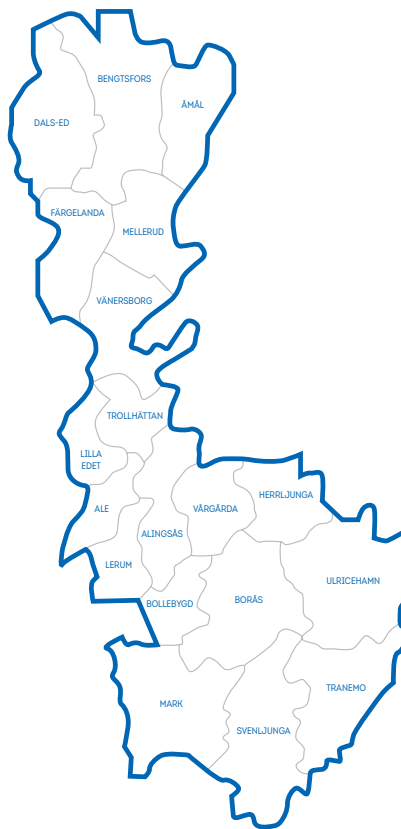 BENGTSFORS
ÅMÅL
DALS-ED
FÄRGELANDA
MELLERUD
VÄNERSBORG
TROLLHÄTTAN
LILLA
EDET
HERRLJUNGA
ALE
VÅRGÅRDA
ALINGSÅS
LERUM
ULRICEHAMN
BOLLEBYGD
BORÅS
TRANEMO
MARK
SVENLJUNGA